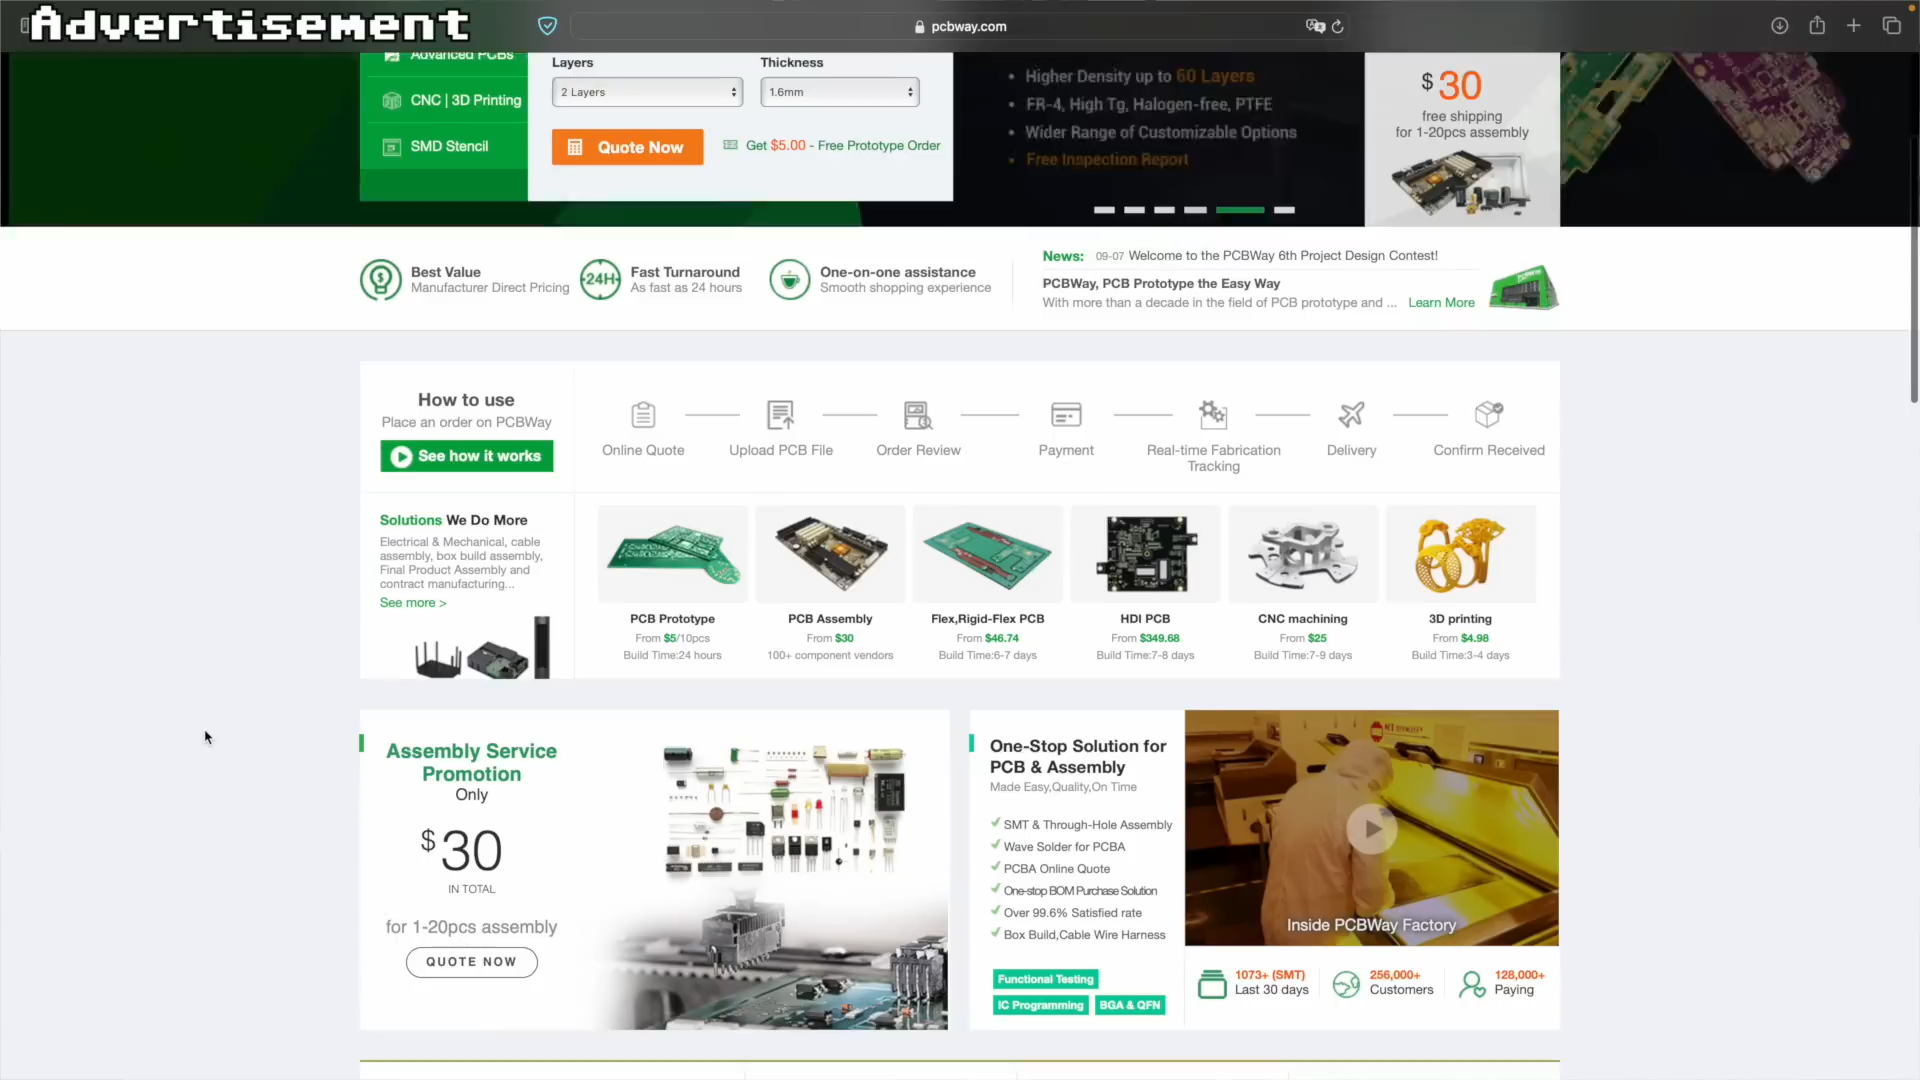 Advertisement
pcbway.com
Advanced PCBs
CNC | 3D Printing
SMD Stencil
Layers
Thickness
2 Layers
1.6mm
Quote Now
Get $5.00 - Free Prototype Order
• Higher Density up to 60 Layers
• FR-4, High Tg, Halogen-free, PTFE
• Wider Range of Customizable Options
• Free Inspection Report
$30
free shipping
for 1-20pcs assembly
Best Value
Manufacturer Direct Pricing
24H
Fast Turnaround
As fast as 24 hours
One-on-one assistance
Smooth shopping experience
News: 09-07 Welcome to the PCBWay 6th Project Design Contest!
PCBWay, PCB Prototype the Easy Way
With more than a decade in the field of PCB prototype and ... Learn More
How to use
Place an order on PCBWay
See how it works
Online Quote
Upload PCB File
Order Review
Payment
Real-time Fabrication
Tracking
Delivery
Confirm Received
Solutions We Do More
Electrical & Mechanical, cable
assembly, box build assembly,
Final Product Assembly and
contract manufacturing...
See more >
PCB Prototype
From $5/10pcs
Build Time:24 hours
PCB Assembly
From $30
100+ component vendors
Flex,Rigid-Flex PCB
From $46.74
Build Time:6-7 days
HDI PCB
From $349.68
Build Time:7-8 days
CNC machining
From $25
Build Time:7-9 days
3D printing
From $4.98
Build Time:3-4 days
Assembly Service
Promotion
Only
$30
IN TOTAL
for 1-20pcs assembly
QUOTE NOW
One-Stop Solution for
PCB & Assembly
Made Easy,Quality,On Time
SMT & Through-Hole Assembly
Wave Solder for PCBA
PCBA Online Quote
One-stop BOM Purchase Solution
Over 99.6% Satisfied rate
Box Build,Cable Wire Harness
Functional Testing
IC Programming
BGA & QFN
Inside PCBWay Factory
1073+ (SMT)
Last 30 days
256,000+
Customers
128,000+
Paying